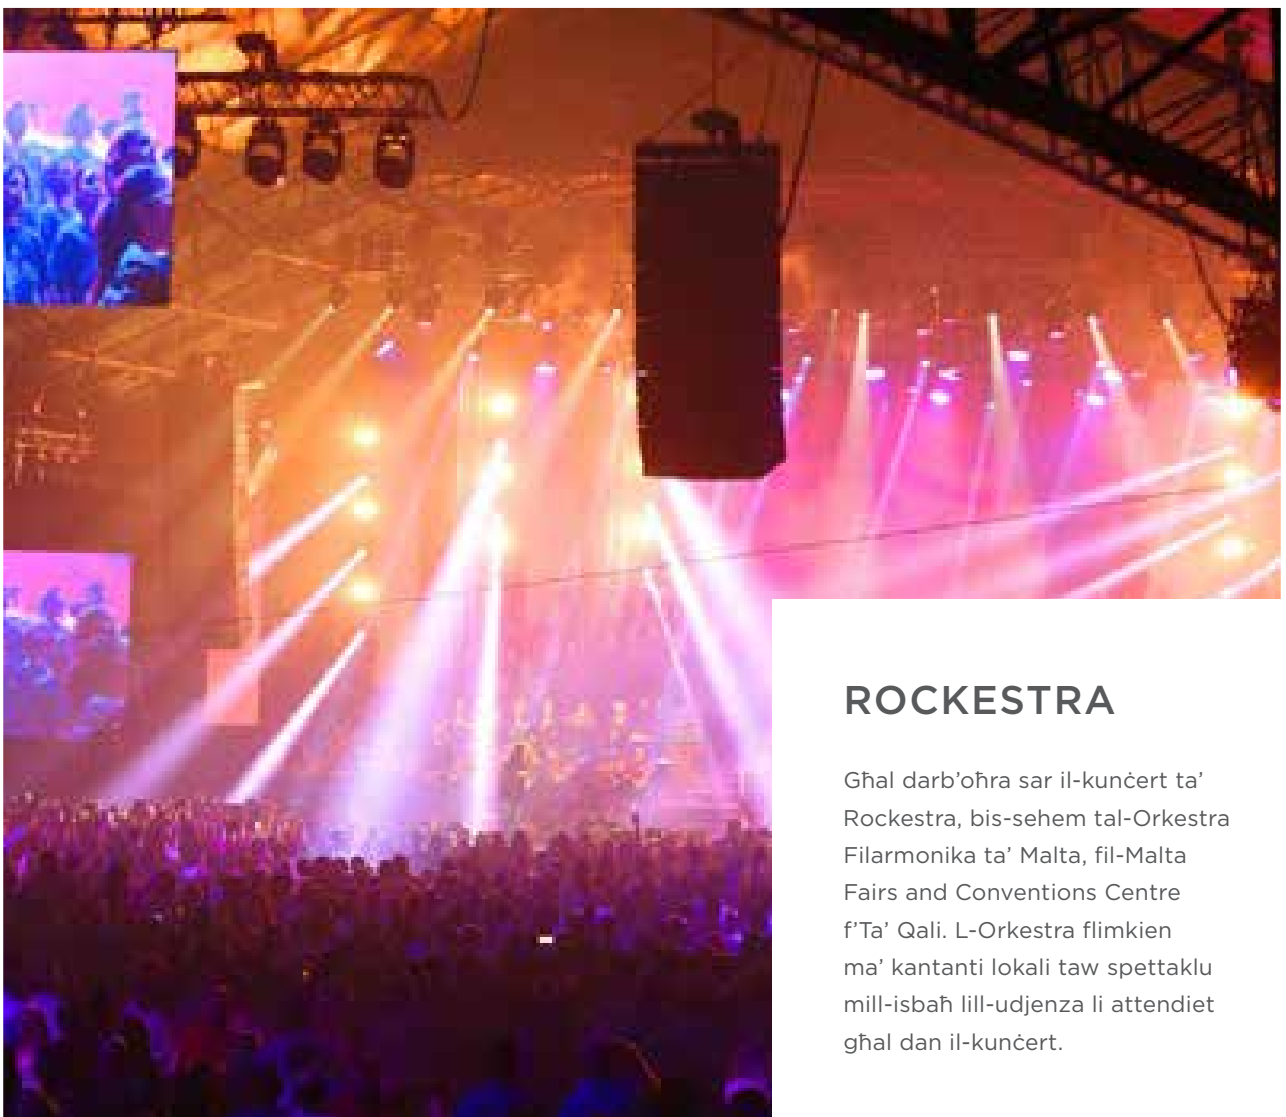 ROCKESTRA
Għal darb’oħra sar il-kunċert ta’
Rockestra, bis-sehem tal-Orkestra
Filarmonika ta’ Malta, fil-Malta
Fairs and Conventions Centre
f’Ta’ Qali. L-Orkestra flimkien
ma’ kantanti lokali taw spettaklu
mill-isbaħ lill-udjenza li attendiet
għal dan il-kunċert.